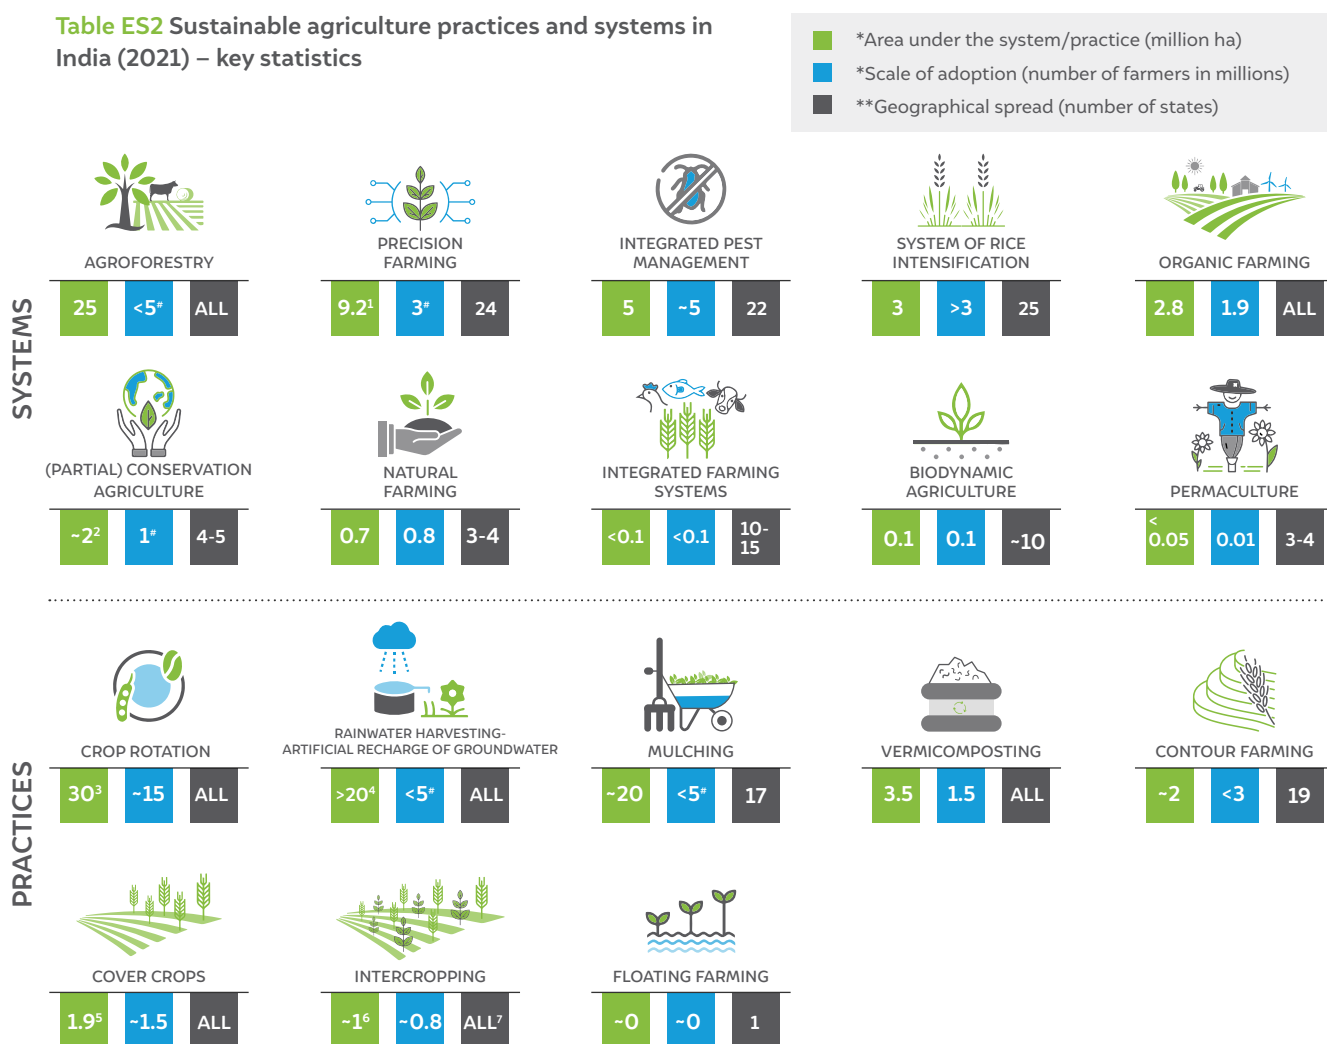 Table ES2 Sustainable agriculture practices and systems in
India (2021) – key statistics
*Area under the system/practice (million ha)
*Scale of adoption (number of farmers in millions)
**Geographical spread (number of states)
SYSTEMS
AGROFORESTRY
25 <5# ALL
PRECISION
FARMING
9.2¹ 3# 24
INTEGRATED PEST
MANAGEMENT
5 ~5 22
SYSTEM OF RICE
INTENSIFICATION
3 >3 25
ORGANIC FARMING
2.8 1.9 ALL
(PARTIAL) CONSERVATION
AGRICULTURE
~2² 1# 4-5
NATURAL
FARMING
0.7 0.8 3-4
INTEGRATED FARMING
SYSTEMS
<0.1 <0.1 10-
15
BIODYNAMIC
AGRICULTURE
0.1 0.1 ~10
PERMACULTURE
<
0.05 0.01 3-4
PRACTICES
CROP ROTATION
30³ ~15 ALL
RAINWATER HARVESTING-
ARTIFICIAL RECHARGE OF GROUNDWATER
>20⁴ <5# ALL
MULCHING
~20 <5# 17
VERMICOMPOSTING
3.5 1.5 ALL
CONTOUR FARMING
~2 <3 19
COVER CROPS
1.9⁵ ~1.5 ALL
INTERCROPPING
~1⁶ ~0.8 ALL⁷
FLOATING FARMING
~0 ~0 1